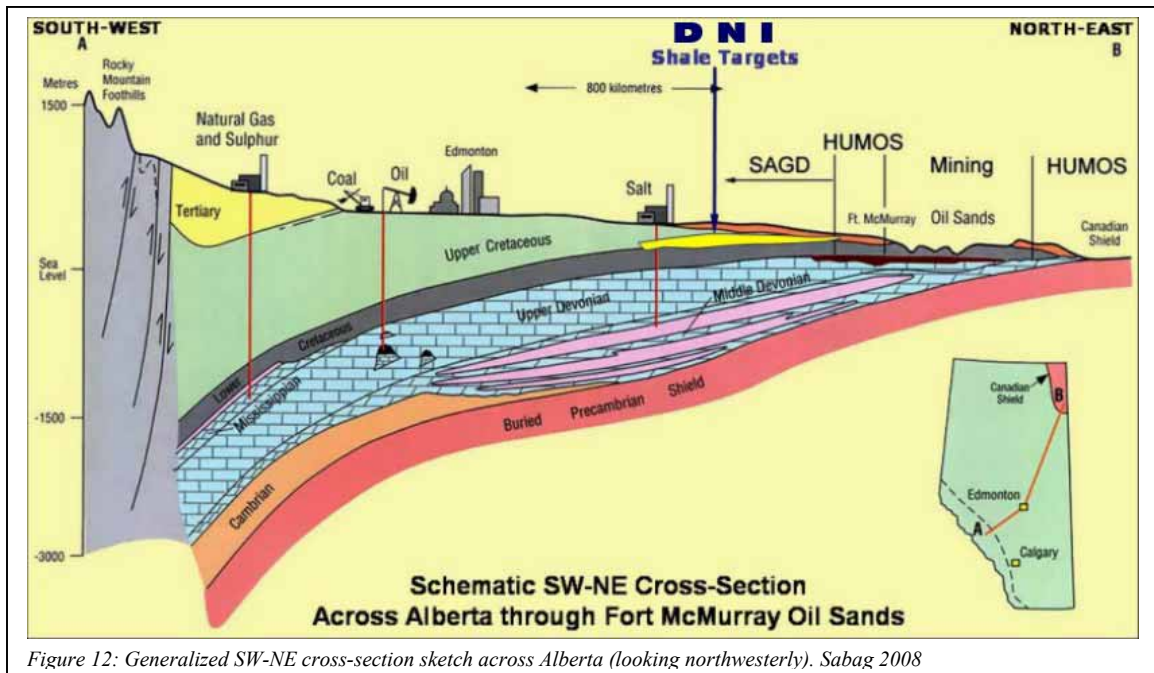 SOUTH-WEST
A
DNI
Shale Targets
NORTH-EAST
B
Rocky
Mountain
Foothills
Metres
1500
800 kilometres
Natural Gas
and Sulphur
Coal
Oil
Edmonton
Salt
SAGD
HUMOS
Mining
HUMOS
Ft. McMurray
Oil Sands
Canadian
Shield
Tertiary
Upper Cretaceous
Sea
Level
Lower Cretaceous
Mississippian
Upper Devonian
Middle Devonian
-1500
Cambrian
Buried Precambrian Shield
-3000
Canadian
Shield
B
Edmonton
A
Calgary
Schematic SW-NE Cross-Section
Across Alberta through Fort McMurray Oil Sands
Figure 12: Generalized SW-NE cross-section sketch across Alberta (looking northwesterly). Sabag 2008